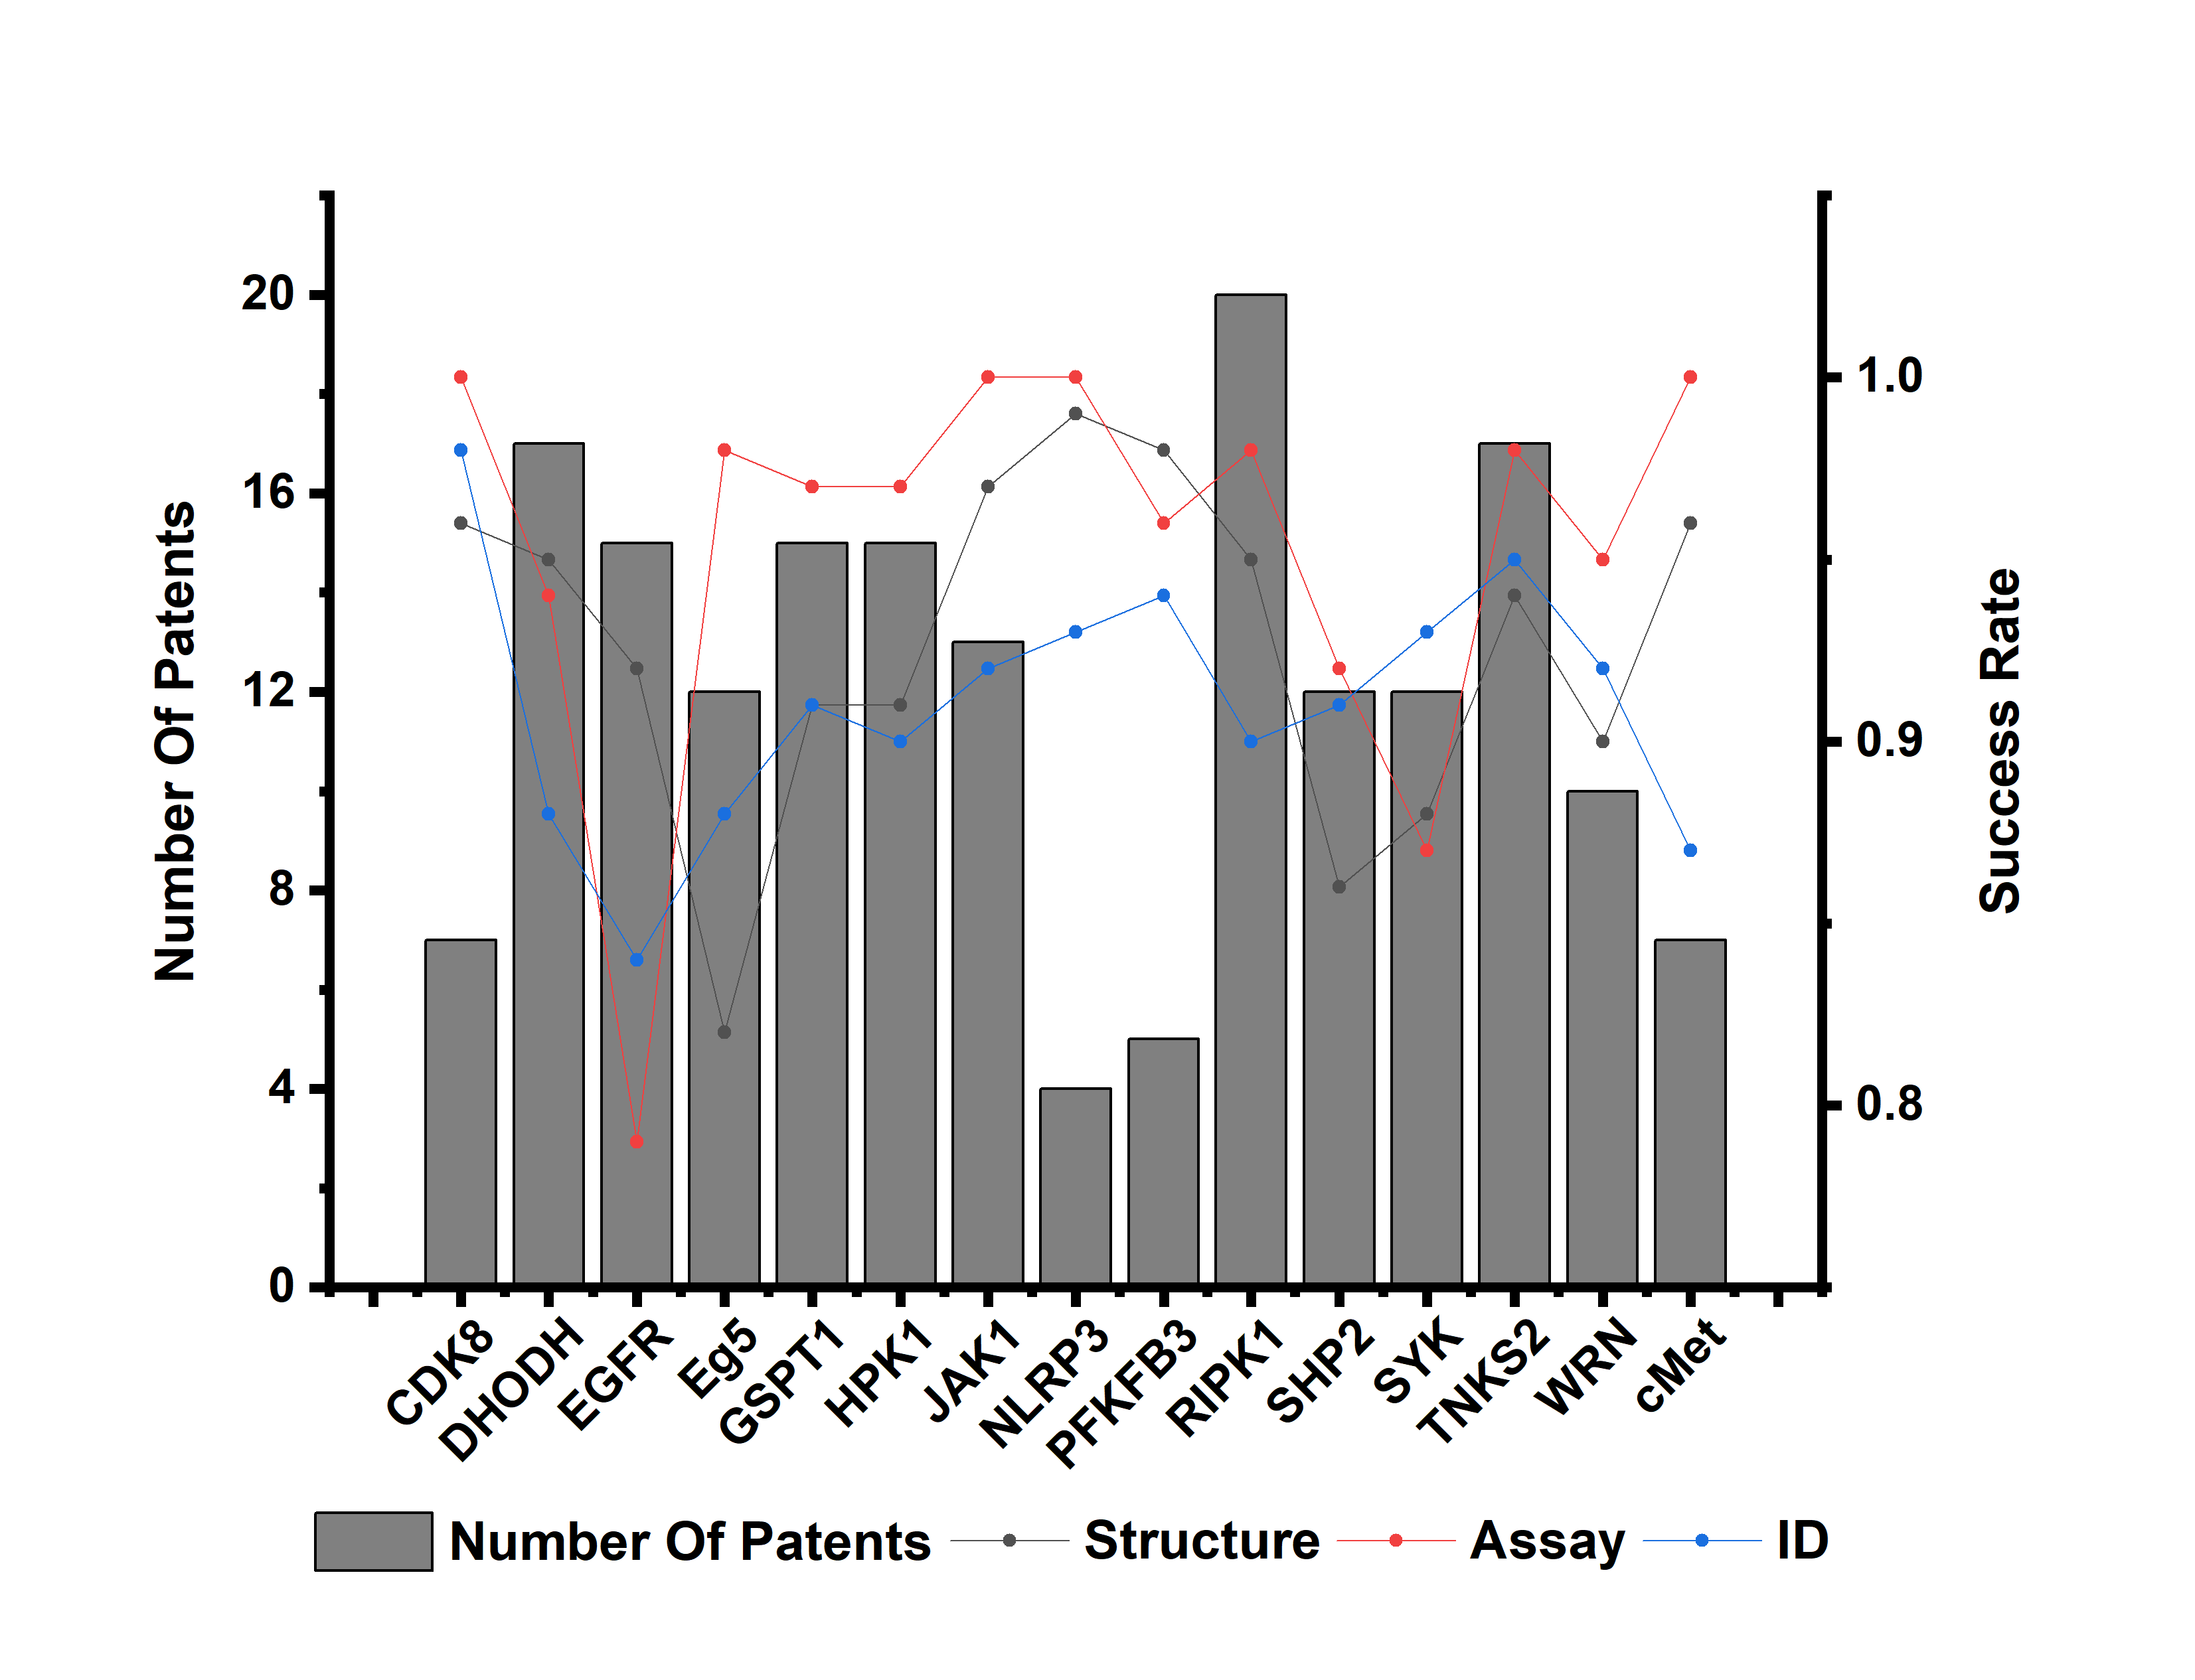 Number Of Patents
20
16
12
8
4
0
1.0
0.9
0.8
Success Rate
CDK8
DHODH
EGFR
Eg5
GSPT1
HPK1
JAK1
NLRP3
PFKFB3
RIPK1
SHP2
SYK
TNKS2
WRN
cMet
Number Of Patents Structure Assay ID